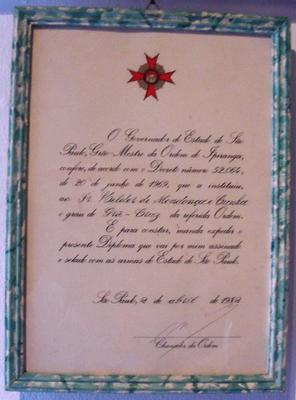 O Governador do Estado de São
Paulo, Grão-Mestre da Ordem do Ipiranga,
confere, de acordo com o Decreto número 52.064,
de 20 de junho de 1969, que a instituiu,
ao Sr. Helder de Mendonça e Cunha
o grau de Grã-Cruz da referida Ordem.
E para constar, manda expedir o
presente Diploma que vai por mim assinado
e selado com as armas do Estado de São Paulo.
São Paulo, 2 de abril de 1982
Chanceler da Ordem